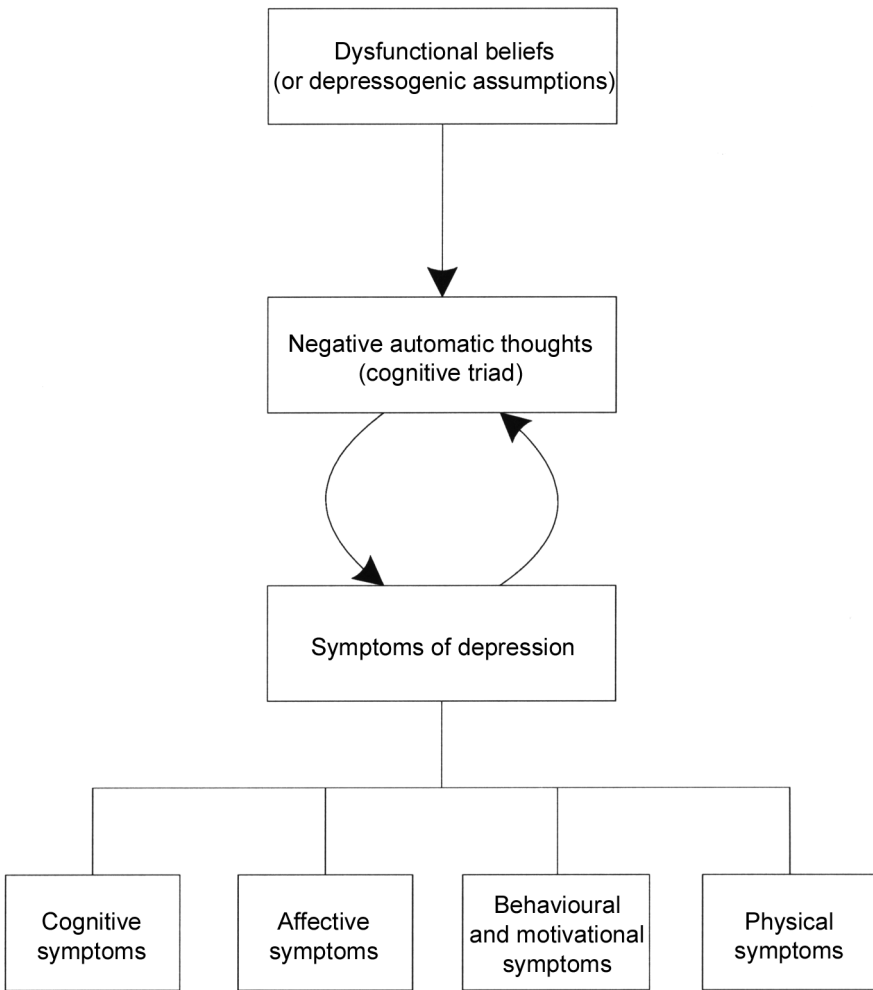 Dysfunctional beliefs
(or depressogenic assumptions)
Negative automatic thoughts
(cognitive triad)
Symptoms of depression
Cognitive
symptoms
Affective
symptoms
Behavioural
and motivational
symptoms
Physical
symptoms